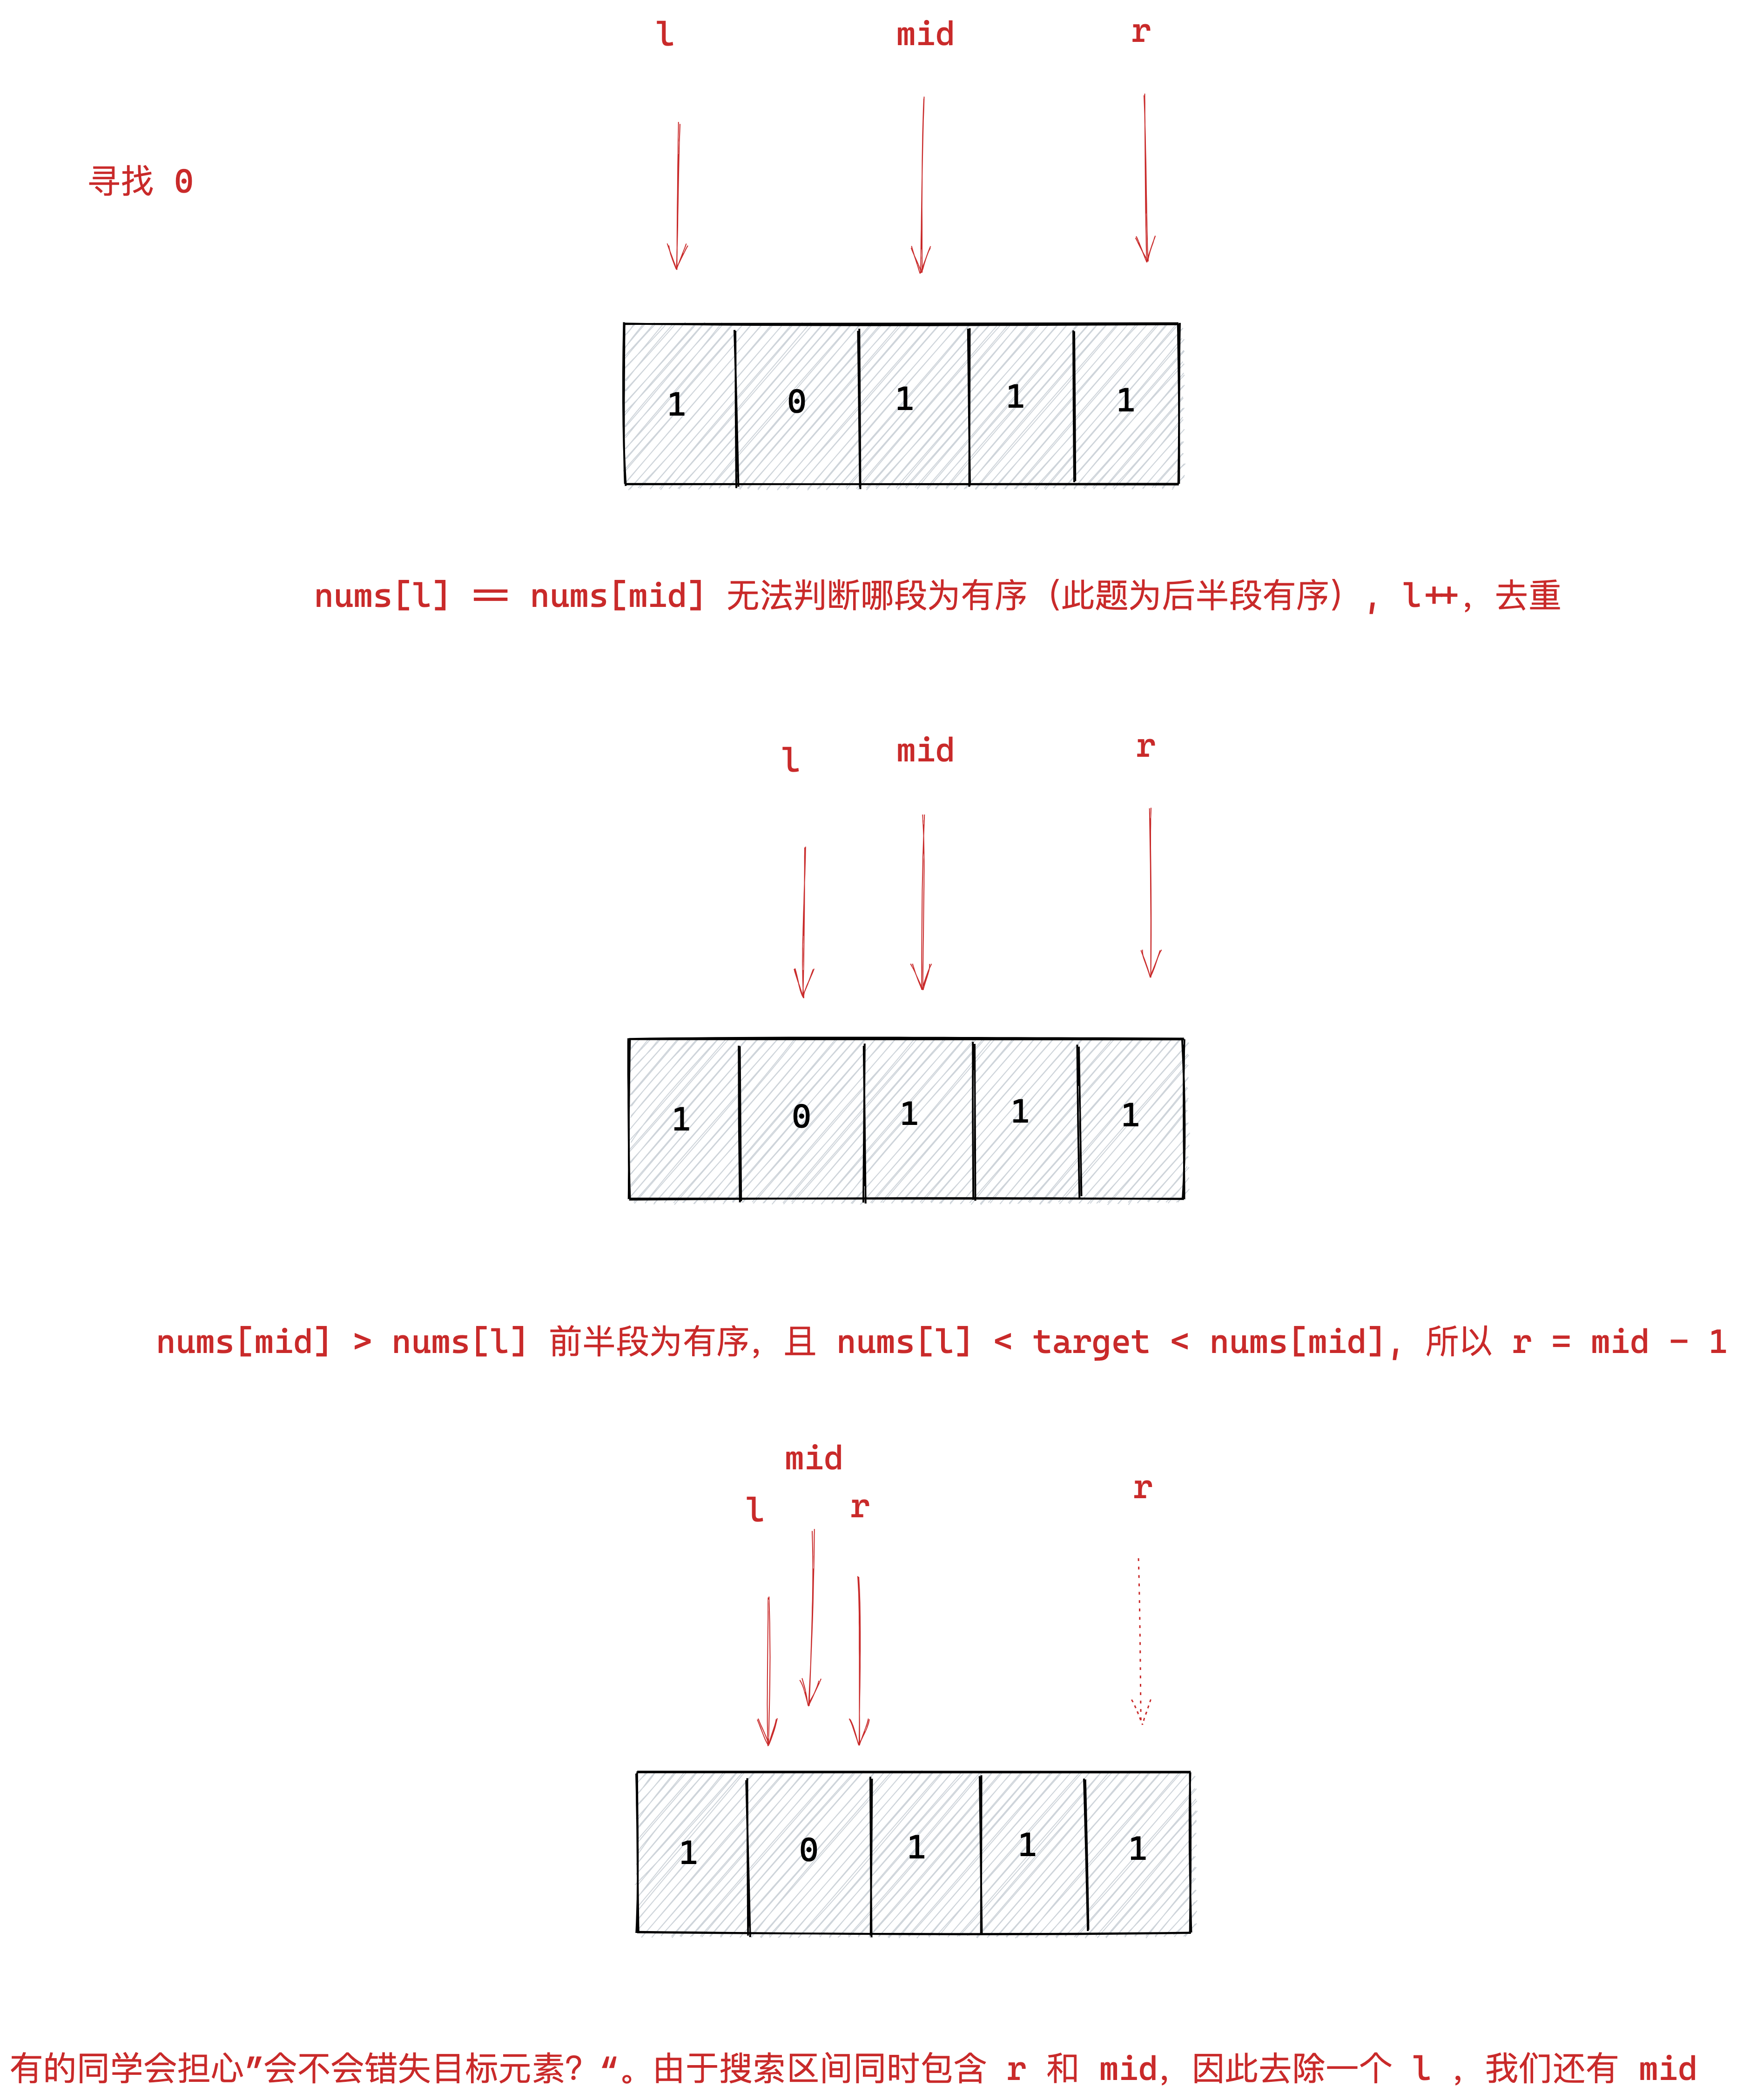 l mid r
寻找 0
1 0 1 1 1
nums[l] == nums[mid] 无法判断哪段为有序（此题为后半段有序）, l++，去重
l mid r
1 0 1 1 1
nums[mid] > nums[l] 前半段为有序，且 nums[l] < target < nums[mid], 所以 r = mid - 1
mid
l r r
1 0 1 1 1
有的同学会担心”会不会错失目标元素？“。由于搜索区间同时包含 r 和 mid，因此去除一个 l ，我们还有 mid